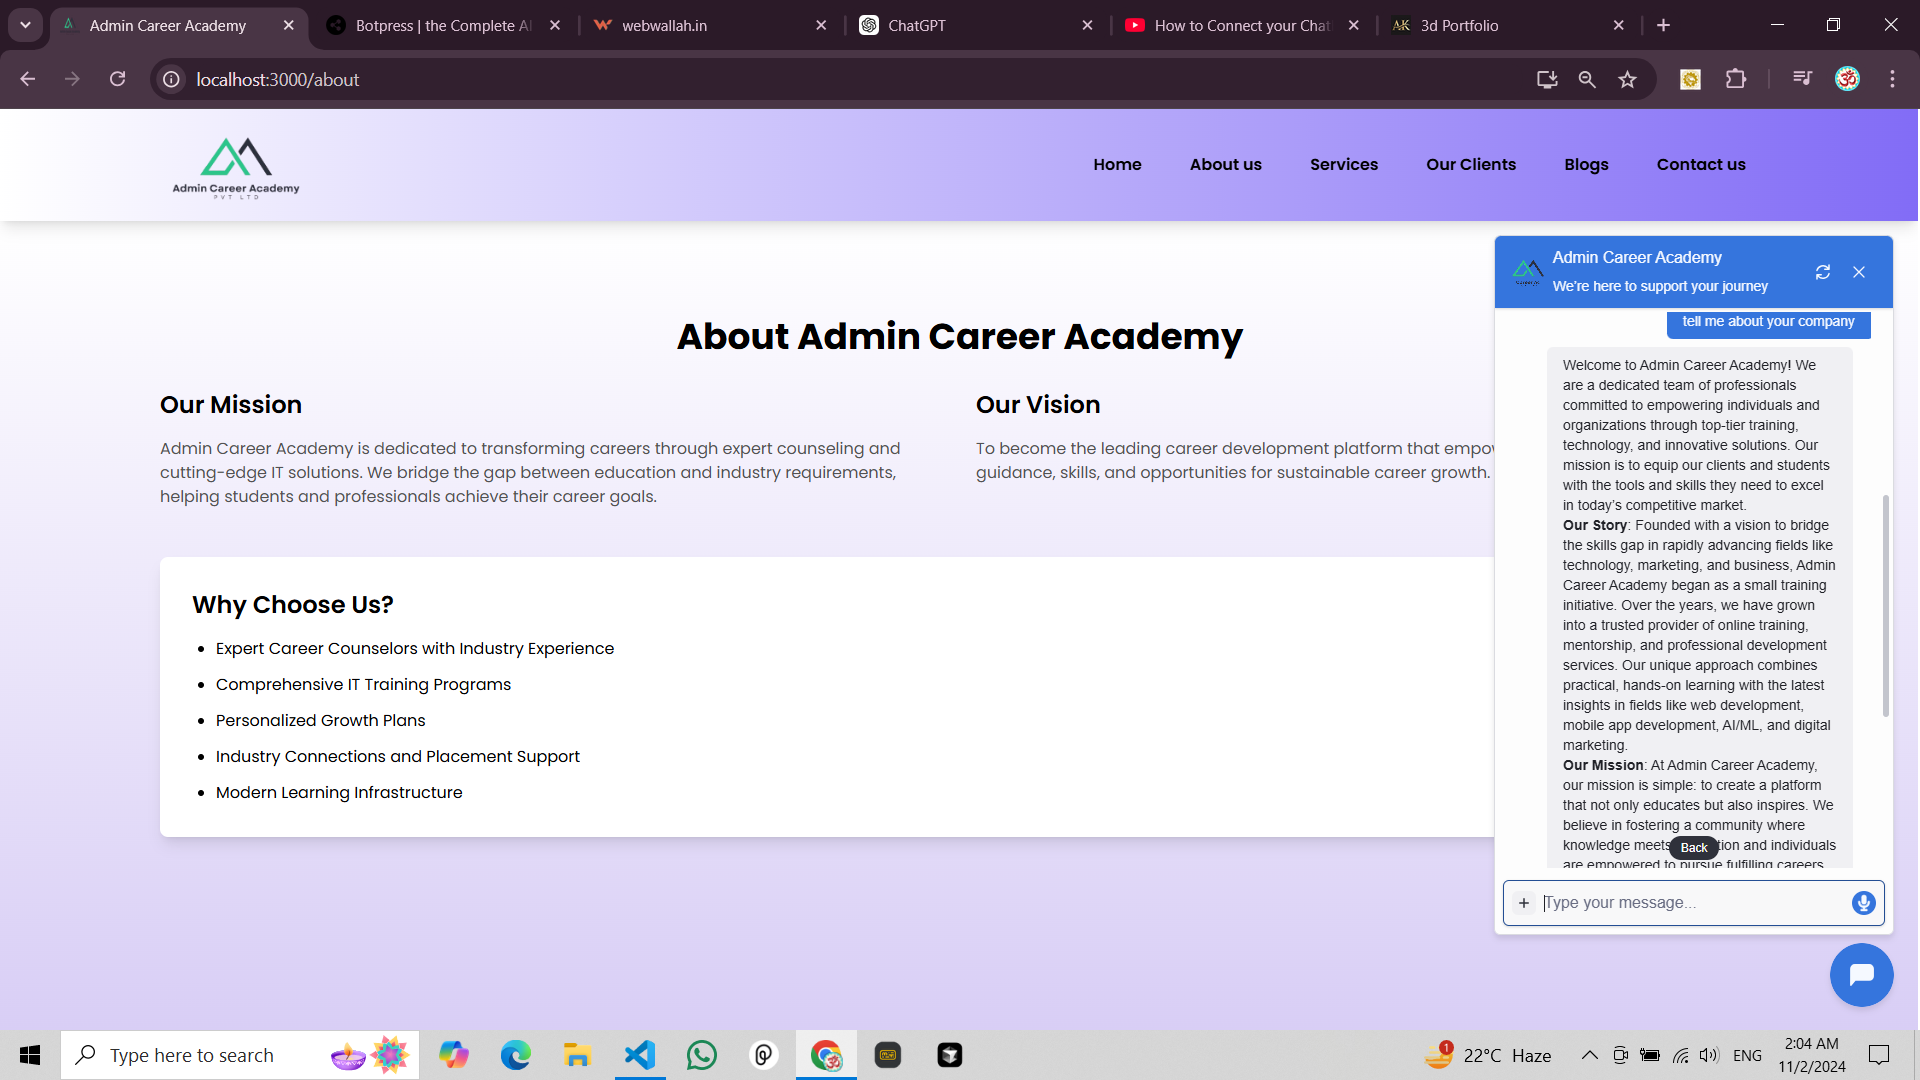 Admin Career Academy
Botpress | the Complete AI
webwallah.in
ChatGPT
How to Connect your Chat
AK
3d Portfolio
localhost:3000/about
Admin Career Academy
PVT LTD
Home
About us
Services
Our Clients
Blogs
Contact us
About Admin Career Academy
Our Mission
Admin Career Academy is dedicated to transforming careers through expert counseling and
cutting-edge IT solutions. We bridge the gap between education and industry requirements,
helping students and professionals achieve their career goals.
Our Vision
To become the leading career development platform that empow
guidance, skills, and opportunities for sustainable career growth.
Why Choose Us?
Expert Career Counselors with Industry Experience
Comprehensive IT Training Programs
Personalized Growth Plans
Industry Connections and Placement Support
Modern Learning Infrastructure
Admin Career Academy
We're here to support your journey
tell me about your company
Welcome to Admin Career Academy! We
are a dedicated team of professionals
committed to empowering individuals and
organizations through top-tier training,
technology, and innovative solutions. Our
mission is to equip our clients and students
with the tools and skills they need to excel
in today's competitive market.
Our Story: Founded with a vision to bridge
the skills gap in rapidly advancing fields like
technology, marketing, and business, Admin
Career Academy began as a small training
initiative. Over the years, we have grown
into a trusted provider of online training,
mentorship, and professional development
services. Our unique approach combines
practical, hands-on learning with the latest
insights in fields like web development,
mobile app development, AI/ML, and digital
marketing.
Our Mission: At Admin Career Academy,
our mission is simple: to create a platform
that not only educates but also inspires. We
believe in fostering a community where
knowledge meets tion and individuals
are empowered to pursue fulfilling careers
Back
Type your message...
Type here to search
1
22°C Haze
ENG
2:04 AM
11/2/2024